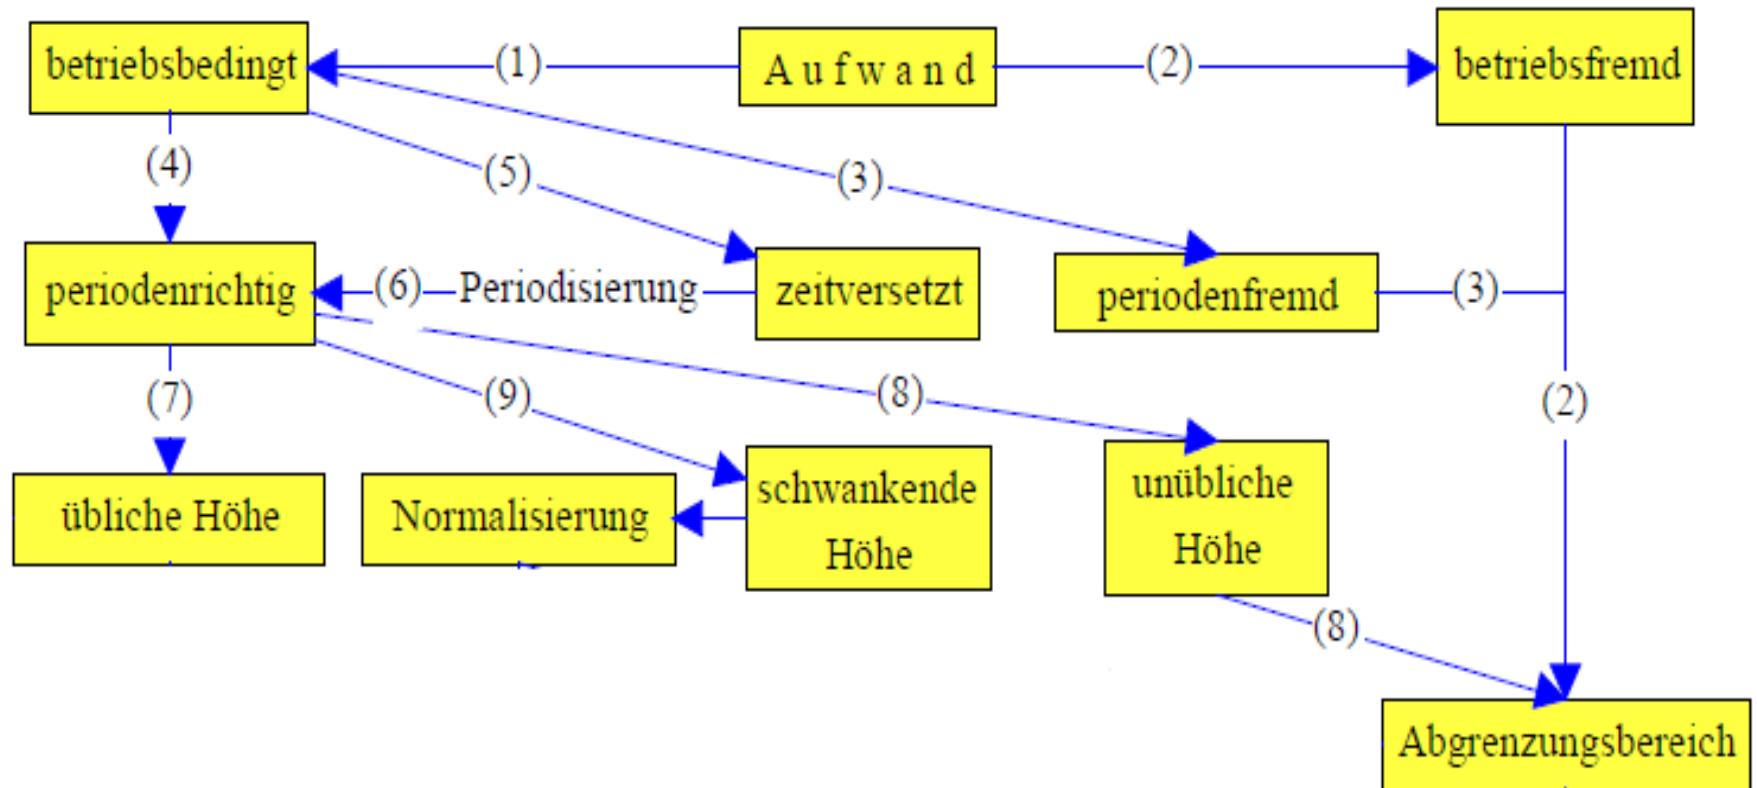 betriebsbedingt
(1)
A u f w a n d
(2)
betriebsfremd
(4)
(5)
(3)
periodenrichtig
(6)
Periodisierung
zeitversetzt
periodenfremd
(3)
(7)
(9)
(8)
(2)
übliche Höhe
Normalisierung
schwankende
Höhe
unübliche
Höhe
(8)
Abgrenzungsbereich